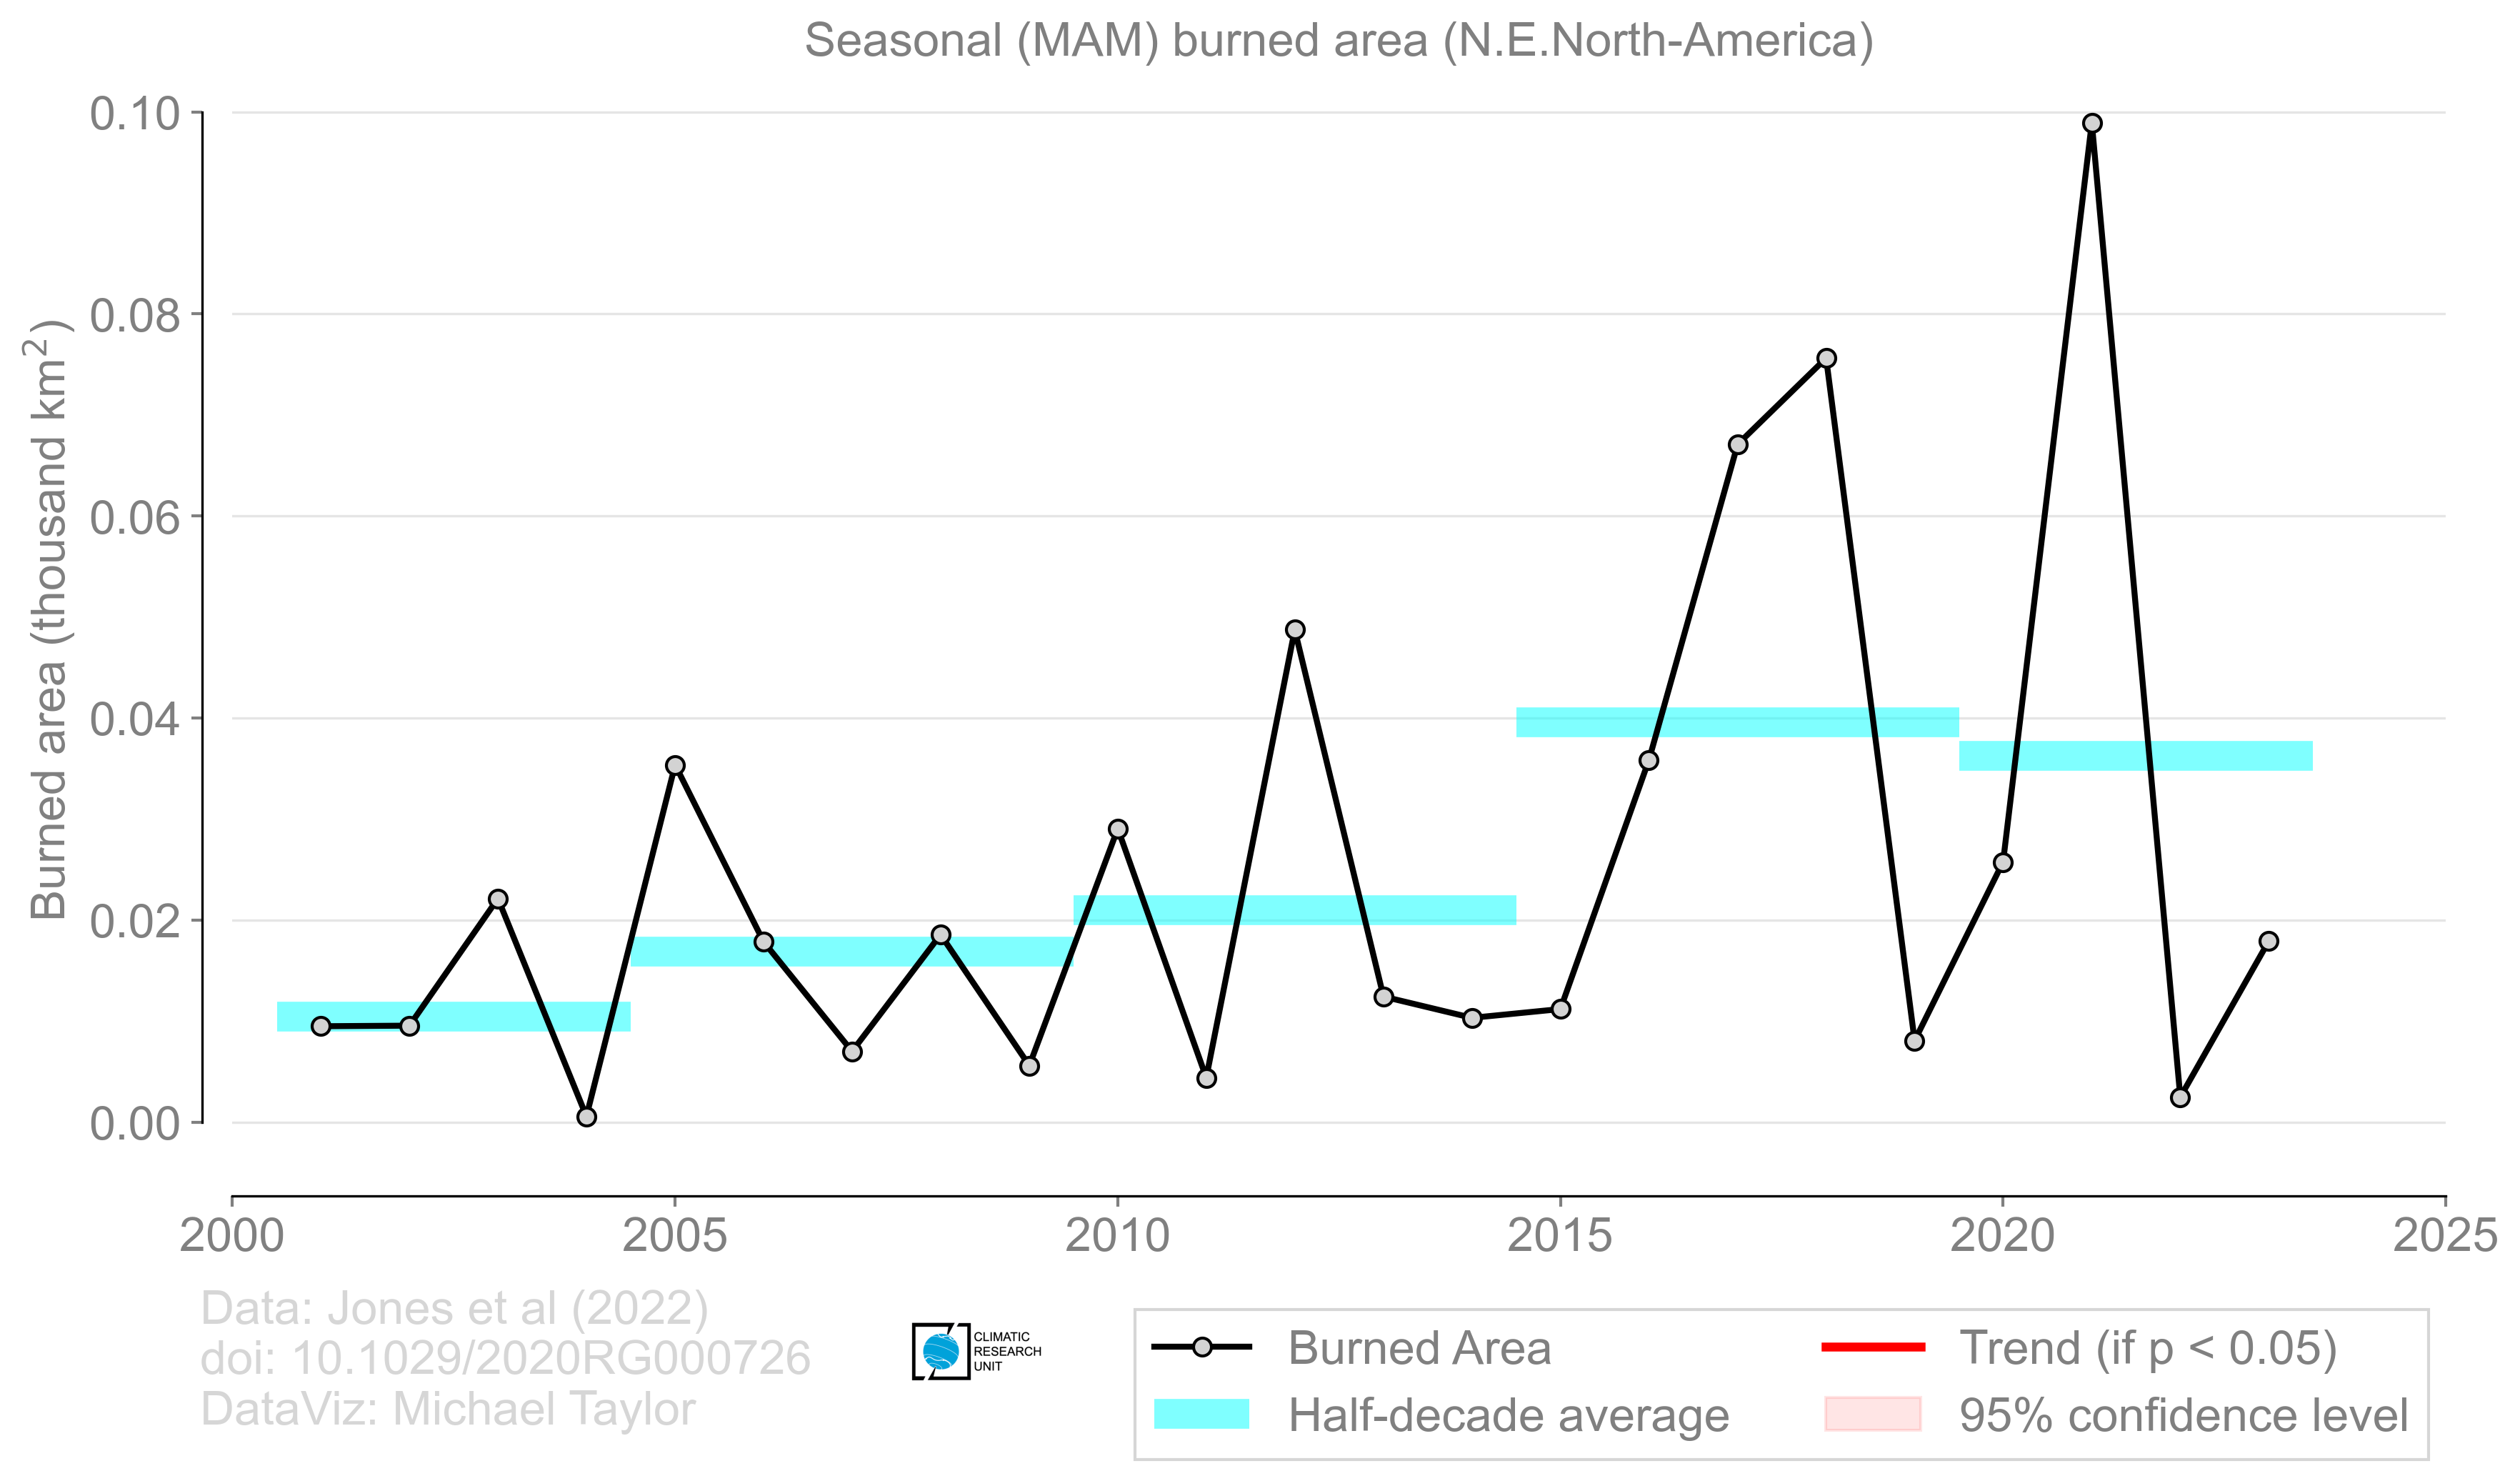 Seasonal (MAM) burned area (N.E.North-America)
Burned area (thousand km²)
0.10
0.08
0.06
0.04
0.02
0.00
2000 2005 2010 2015 2020 2025
Data: Jones et al (2022)
doi: 10.1029/2020RG000726
DataViz: Michael Taylor
CLIMATIC
RESEARCH
UNIT
Burned Area
Half-decade average
Trend (if p < 0.05)
95% confidence level